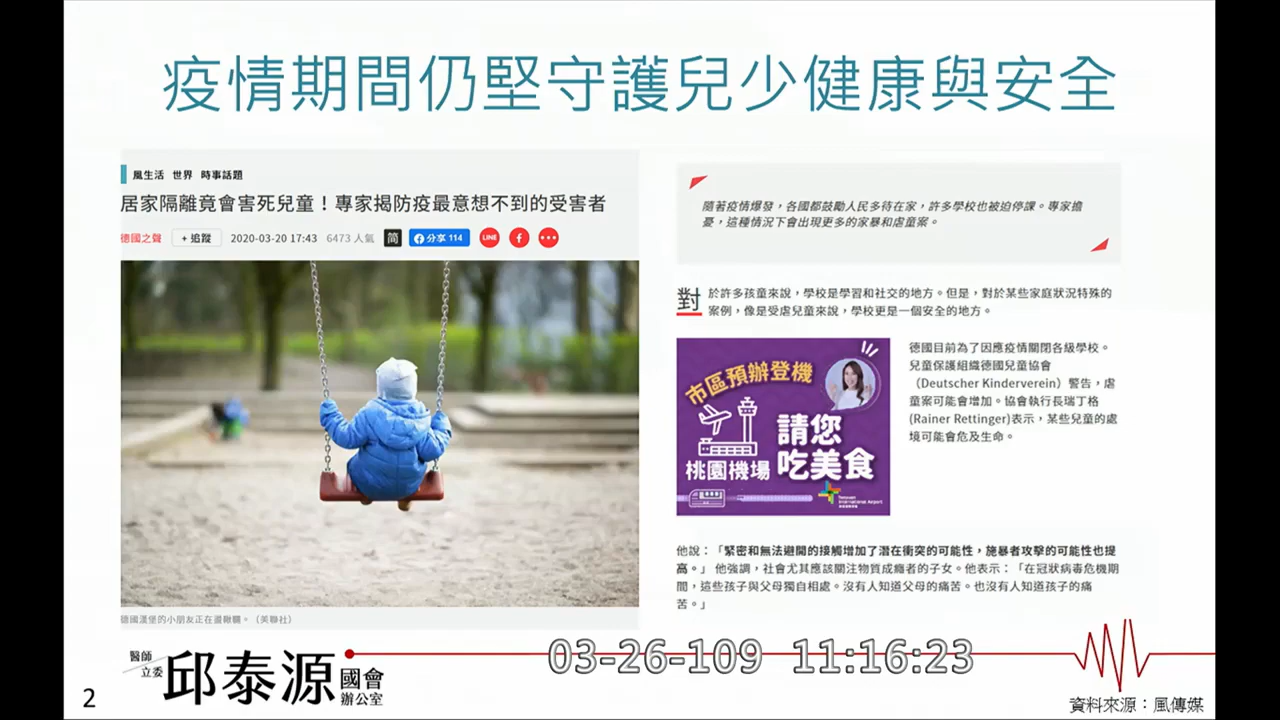 疫情期間仍堅守護兒少健康與安全
風生活 世界 時事話題
居家隔離竟會害死兒童！專家揭防疫最意想不到的受害者
德國之聲 +追蹤 2020-03-20 17:43 6473 人氣 简 分享 114 LINE
德國漢堡的小朋友正在盪鞦韆。（美聯社）
隨著疫情爆發，各國都鼓勵人民多待在家，許多學校也被迫停課。專家擔
憂，這種情況下會出現更多的家暴和虐童案。
對於許多孩童來說，學校是學習和社交的地方。但是，對於某些家庭狀況特殊的
案例，像是受虐兒童來說，學校更是一個安全的地方。
市區預辦登機
桃園機場
請您
吃美食
Taoyuan
International Airport
德國目前為了因應疫情關閉各級學校。
兒童保護組織德國兒童協會
（Deutscher Kinderverein）警告，虐
童案可能會增加。協會執行長瑞丁格
(Rainer Rettinger)表示，某些兒童的處
境可能會危及生命。
他說：「緊密和無法避開的接觸增加了潛在衝突的可能性，施暴者攻擊的可能性也提
高。」他強調，社會尤其應該關注物質成癮者的子女。他表示：「在冠狀病毒危機期
間，這些孩子與父母獨自相處。沒有人知道父母的痛苦。也沒有人知道孩子的痛
苦。」
醫師
立委
邱泰源
國會
辦公室
03-26-109 11:16:23
2
資料來源：風傳媒